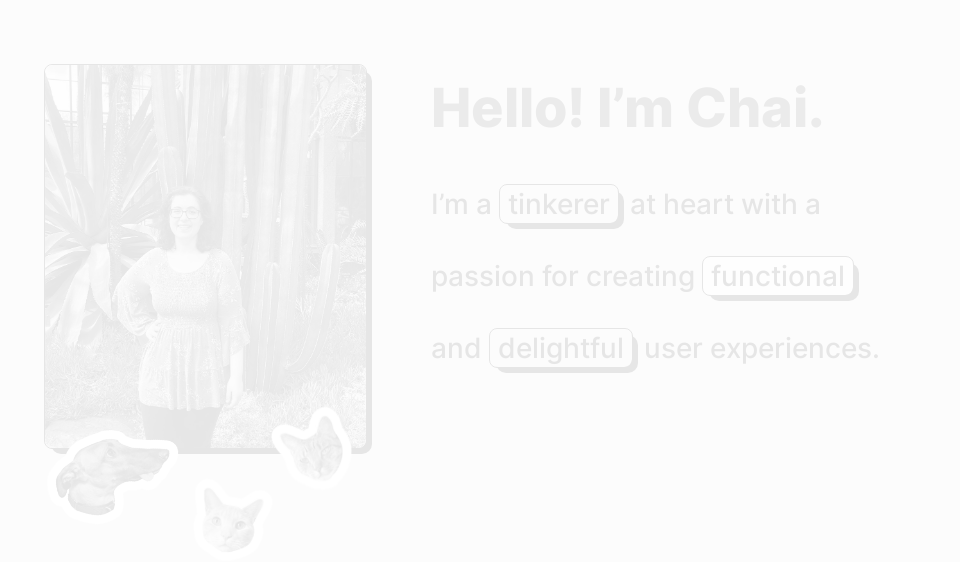 Hello! I’m Chai.
I’m a tinkerer at heart with a
passion for creating functional
and delightful user experiences.